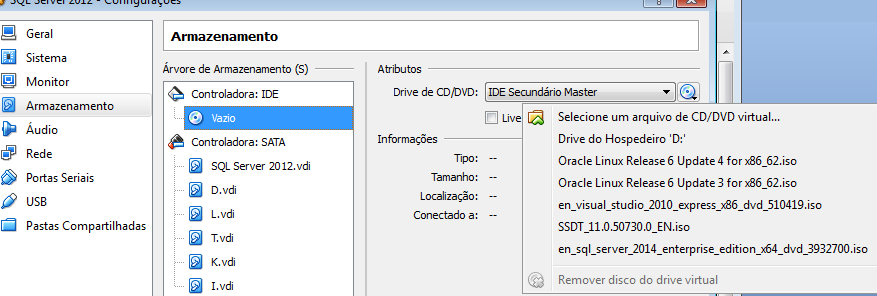 SQL Server 2012 - Configurações
Geral
Sistema
Monitor
Armazenamento
Áudio
Rede
Portas Seriais
USB
Pastas Compartilhadas
Armazenamento
Árvore de Armazenamento (S)
Controladora: IDE
Vazio
Controladora: SATA
SQL Server 2012.vdi
D.vdi
L.vdi
T.vdi
K.vdi
I.vdi
Atributos
Drive de CD/DVD:
IDE Secundário Master
Live
Informações
Tipo: --
Tamanho: --
Localização: --
Conectado a: --
Selecione um arquivo de CD/DVD virtual...
Drive do Hospedeiro 'D:'
Oracle Linux Release 6 Update 4 for x86_62.iso
Oracle Linux Release 6 Update 3 for x86_62.iso
en_visual_studio_2010_express_x86_dvd_510419.iso
SSDT_11.0.50730.0_EN.iso
en_sql_server_2014_enterprise_edition_x64_dvd_3932700.iso
Remover disco do drive virtual